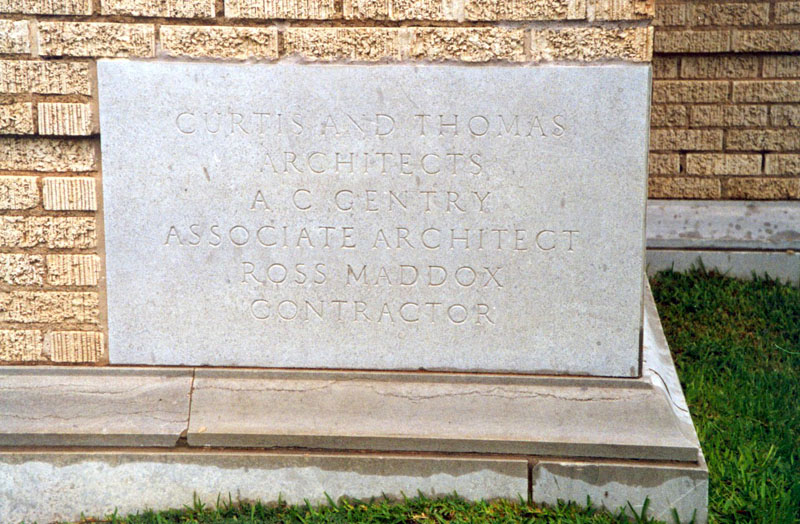 CURTIS AND THOMAS
ARCHITECTS
A. C. GENTRY
ASSOCIATE ARCHITECT
ROSS MADDOX
CONTRACTOR